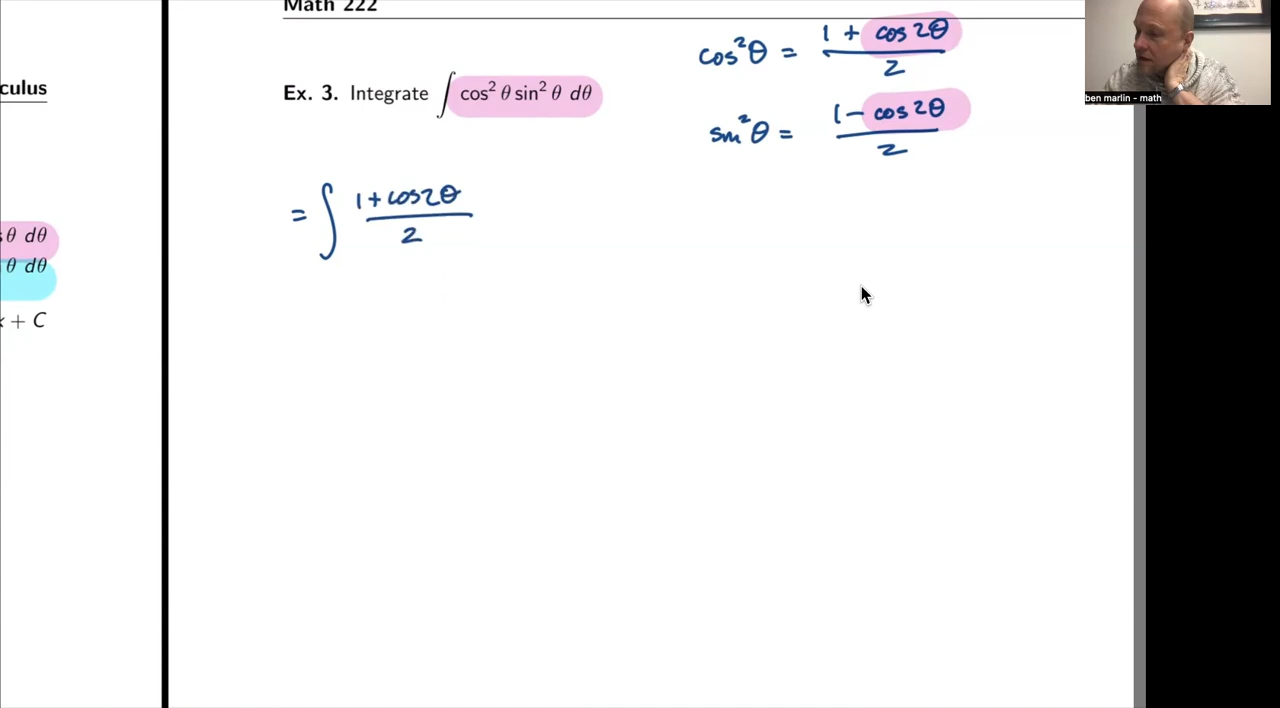 Math 222
culus
cos²θ = (1 + cos 2θ)/2
Ex. 3. Integrate ∫ cos² θ sin² θ dθ
ben marlin - math
sin²θ = (1 − cos 2θ)/2
= ∫ (1 + cos 2θ)/2
θ dθ
θ dθ
+ C